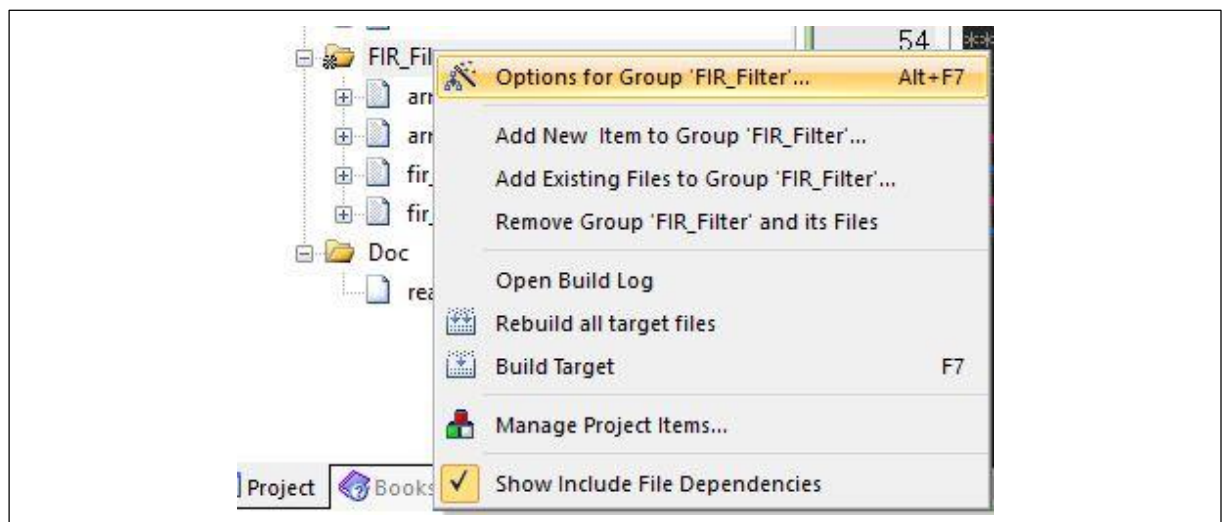 54 **
FIR_Fil
Options for Group 'FIR_Filter'... Alt+F7
arr
arr
Add New Item to Group 'FIR_Filter'...
fir_
Add Existing Files to Group 'FIR_Filter'...
fir_
Remove Group 'FIR_Filter' and its Files
Doc
rea
Open Build Log
Rebuild all target files
Build Target F7
Manage Project Items...
Project Books
Show Include File Dependencies